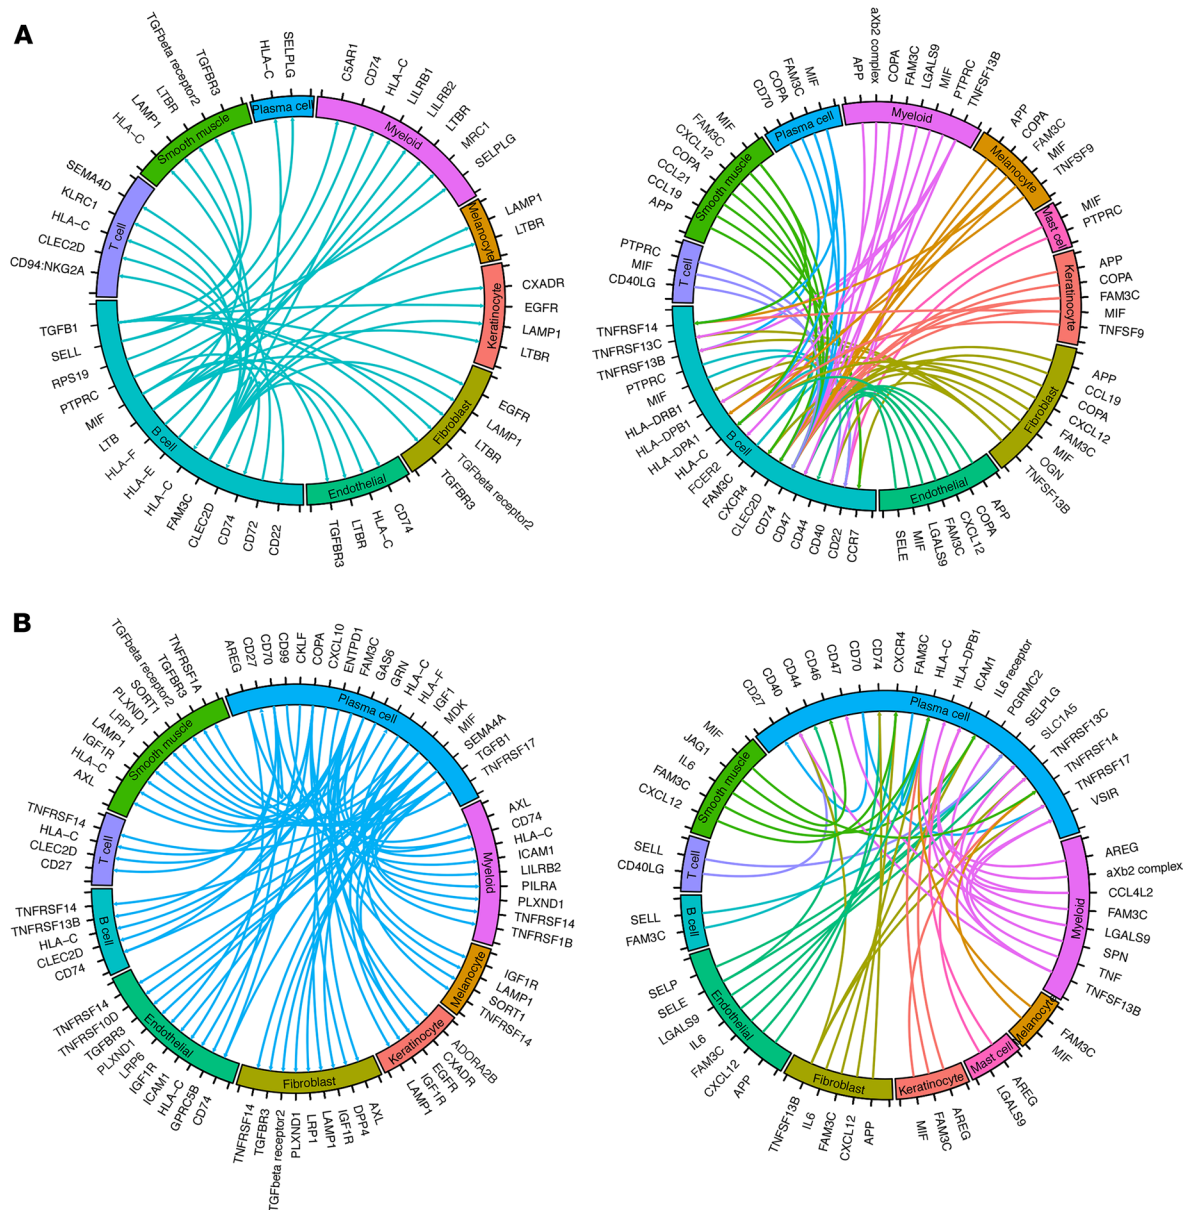 A
TGFbeta receptor2
TGFBR3
LTBR
LAMP1
HLA-C
HLA-C
SELPLG
C5AR1
CD74
HLA-C
LILRB1
LILRB2
LTBR
MRC1
SELPLG
LAMP1
LTBR
CXADR
EGFR
LAMP1
LTBR
EGFR
LAMP1
LTBR
TGFbeta receptor2
TGFBR3
CD74
HLA-C
LTBR
TGFBR3
CD22
CD72
CD74
CLEC2D
FAM3C
HLA-C
HLA-E
HLA-F
LTB
MIF
PTPRC
RPS19
SELL
TGFB1
CD94:NKG2A
CLEC2D
HLA-C
KLRC1
SEMA4D
Smooth muscle
Plasma cell
Myeloid
Melanocyte
Keratinocyte
Fibroblast
Endothelial
B cell
T cell
CD70
COPA
FAM3C
MIF
APP
aXb2 complex
COPA
FAM3C
LGALS9
MIF
PTPRC
TNFSF13B
APP
COPA
FAM3C
MIF
TNFSF9
MIF
PTPRC
APP
COPA
FAM3C
MIF
TNFSF9
APP
CCL19
COPA
CXCL12
FAM3C
MIF
OGN
TNFSF13B
APP
COPA
CXCL12
FAM3C
LGALS9
MIF
SELE
CCR7
CD22
CD40
CD44
CD47
CD74
CLEC2D
CXCR4
FAM3C
FCER2
HLA-C
HLA-DPA1
HLA-DPB1
HLA-DRB1
MIF
PTPRC
TNFRSF13B
TNFRSF13C
TNFRSF14
CD40LG
MIF
PTPRC
APP
CCL19
CCL21
COPA
CXCL12
FAM3C
MIF
Plasma cell
Myeloid
Melanocyte
Mast cell
Keratinocyte
Fibroblast
Endothelial
B cell
T cell
Smooth muscle
B
TNFRSF1A
TGFBR3
TGFbeta receptor2
SORT1
PLXND1
LRP1
LAMP1
IGF1R
HLA-C
AXL
AREG
CD27
CD70
CD99
CKLF
COPA
CXCL10
ENTPD1
FAM3C
GAS6
GRN
HLA-C
HLA-F
IGF1
MDK
MIF
SEMA4A
TGFB1
TNFRSF17
AXL
CD74
HLA-C
ICAM1
LILRB2
PILRA
PLXND1
TNFRSF14
TNFRSF1B
IGF1R
LAMP1
SORT1
TNFRSF14
ADORA2B
CXADR
EGFR
IGF1R
LAMP1
AXL
DPP4
IGF1R
LAMP1
LRP1
PLXND1
TGFbeta receptor2
TGFBR3
TNFRSF14
CD74
GPRC5B
HLA-C
ICAM1
IGF1R
LRP6
PLXND1
TGFBR3
TNFRSF10D
TNFRSF14
CD74
CLEC2D
HLA-C
TNFRSF13B
TNFRSF14
CD27
CLEC2D
HLA-C
TNFRSF14
Smooth muscle
Plasma cell
Myeloid
Melanocyte
Keratinocyte
Fibroblast
Endothelial
B cell
T cell
CD27
CD40
CD44
CD46
CD47
CD70
CD74
CXCR4
FAM3C
HLA-C
HLA-DPB1
ICAM1
IL6 receptor
PGRMC2
SELPLG
SLC1A5
TNFRSF13C
TNFRSF14
TNFRSF17
VSIR
AREG
aXb2 complex
CCL4L2
FAM3C
LGALS9
SPN
TNF
TNFSF13B
FAM3C
MIF
AREG
LGALS9
AREG
FAM3C
MIF
APP
CXCL12
FAM3C
IL6
TNFSF13B
APP
CXCL12
FAM3C
IL6
LGALS9
SELE
SELP
FAM3C
SELL
CD40LG
SELL
CXCL12
FAM3C
IL6
JAG1
MIF
Plasma cell
Myeloid
Melanocyte
Mast cell
Keratinocyte
Fibroblast
Endothelial
B cell
T cell
Smooth muscle